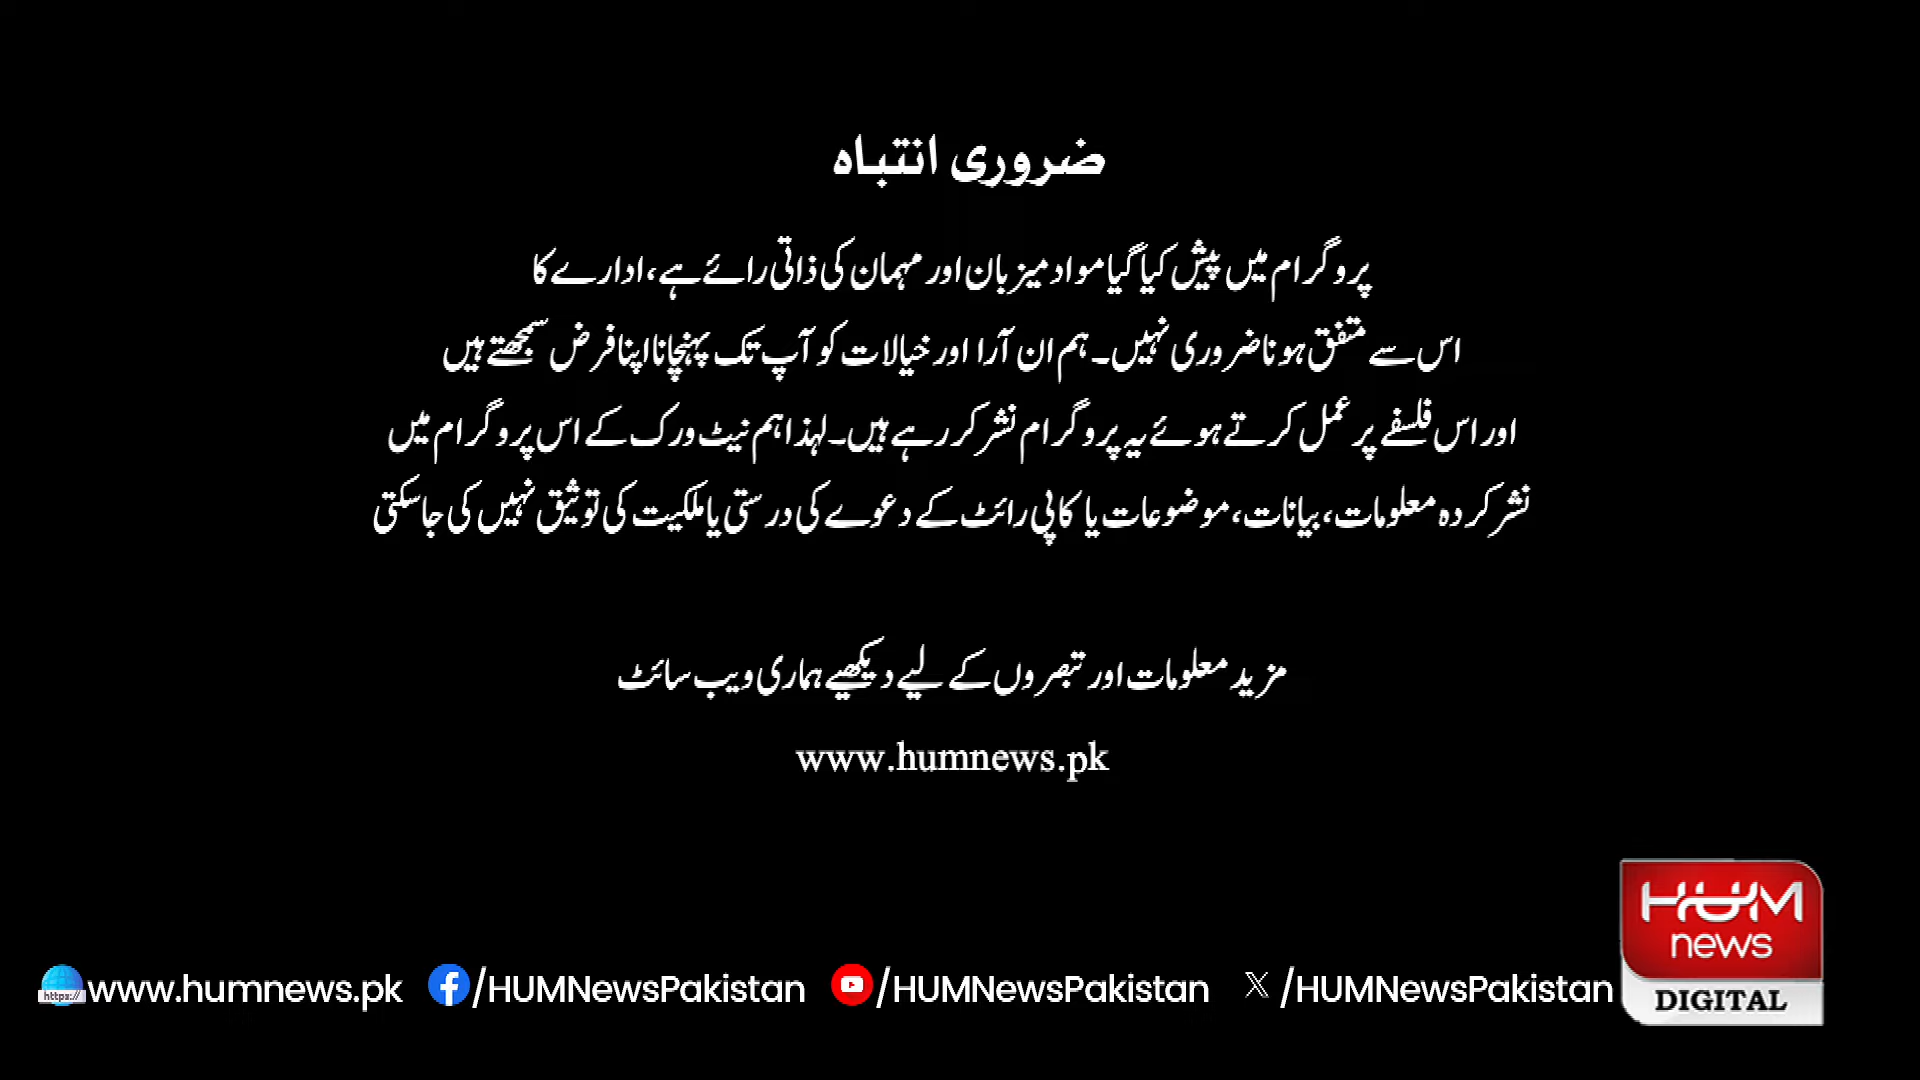 ضروری انتباہ
پروگرام میں پیش کیا گیا مواد میزبان اور مہمان کی ذاتی رائے ہے، ادارے کا
اس سے متفق ہونا ضروری نہیں۔ ہم ان آرا اور خیالات کو آپ تک پہنچانا اپنا فرض سمجھتے ہیں
اور اس فلسفے پر عمل کرتے ہوئے یہ پروگرام نشر کر رہے ہیں۔ لہذا ہم نیٹ ورک کے اس پروگرام میں
نشر کردہ معلومات، بیانات، موضوعات یا کاپی رائٹ کے دعوے کی درستی یا ملکیت کی توثیق نہیں کی جاسکتی
مزید معلومات اور تبصروں کے لیے دیکھیے ہماری ویب سائٹ
www.humnews.pk
HUM
news
DIGITAL
https:// www.humnews.pk /HUMNewsPakistan /HUMNewsPakistan X /HUMNewsPakistan